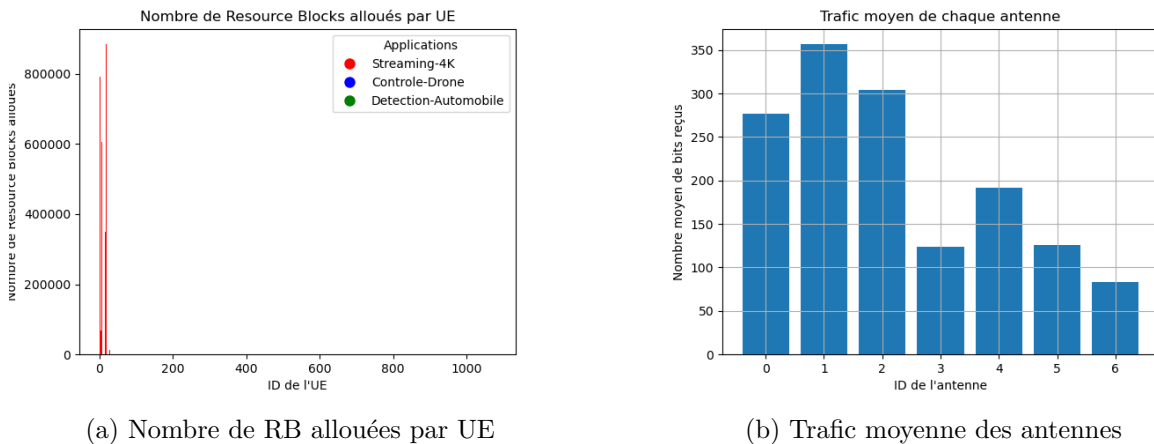 Nombre de Resource Blocks alloués par UE
Nombre de Resource Blocks alloués
800000
600000
400000
200000
0
Applications
Streaming-4K
Controle-Drone
Detection-Automobile
0 200 400 600 800 1000
ID de l'UE
(a) Nombre de RB allouées par UE
Trafic moyen de chaque antenne
Nombre moyen de bits reçus
350
300
250
200
150
100
50
0
0 1 2 3 4 5 6
ID de l'antenne
(b) Trafic moyenne des antennes